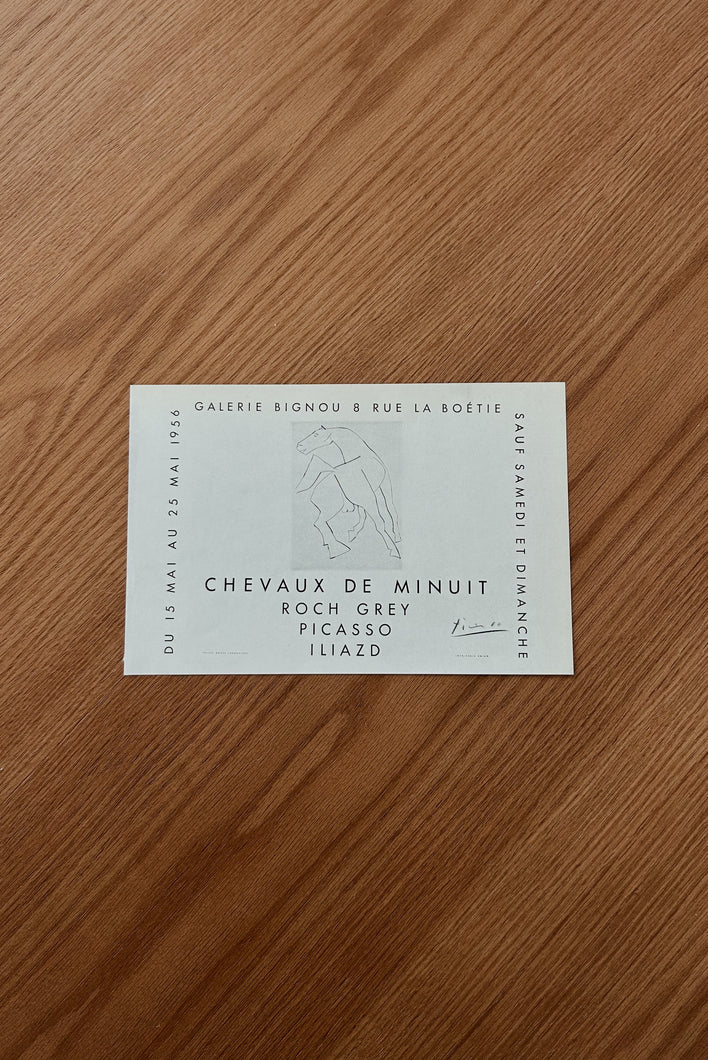 GALERIE BIGNOU 8 RUE LA BOÉTIE
DU 15 MAI AU 25 MAI 1956
SAUF SAMEDI ET DIMANCHE
CHEVAUX DE MINUIT
ROCH GREY
PICASSO
ILIAZD